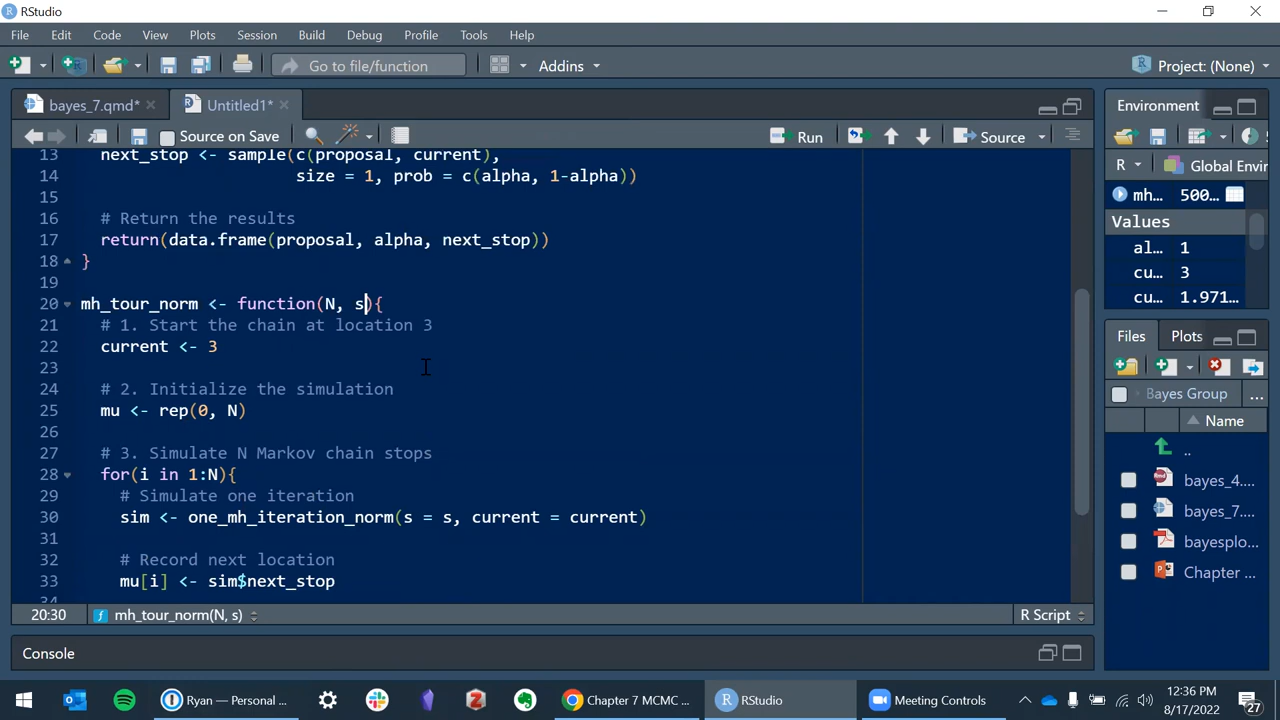 RStudio
File Edit Code View Plots Session Build Debug Profile Tools Help
Go to file/function Addins Project: (None)
bayes_7.qmd* Untitled1*
Source on Save Run Source
13 next_stop <- sample(c(proposal, current),
14 size = 1, prob = c(alpha, 1-alpha))
15
16 # Return the results
17 return(data.frame(proposal, alpha, next_stop))
18 }
19
20 mh_tour_norm <- function(N, s){
21 # 1. Start the chain at location 3
22 current <- 3
23
24 # 2. Initialize the simulation
25 mu <- rep(0, N)
26
27 # 3. Simulate N Markov chain stops
28 for(i in 1:N){
29 # Simulate one iteration
30 sim <- one_mh_iteration_norm(s = s, current = current)
31
32 # Record next location
33 mu[i] <- sim$next_stop
34
20:30 mh_tour_norm(N, s) R Script
Console
Environment
R Global Envir
mh... 500...
Values
al... 1
cu... 3
cu... 1.971...
Files Plots
Bayes Group ...
Name
..
bayes_4....
bayes_7....
bayesplo...
Chapter ...
Ryan — Personal ... Chapter 7 MCMC ... RStudio Meeting Controls
12:36 PM
8/17/2022
27